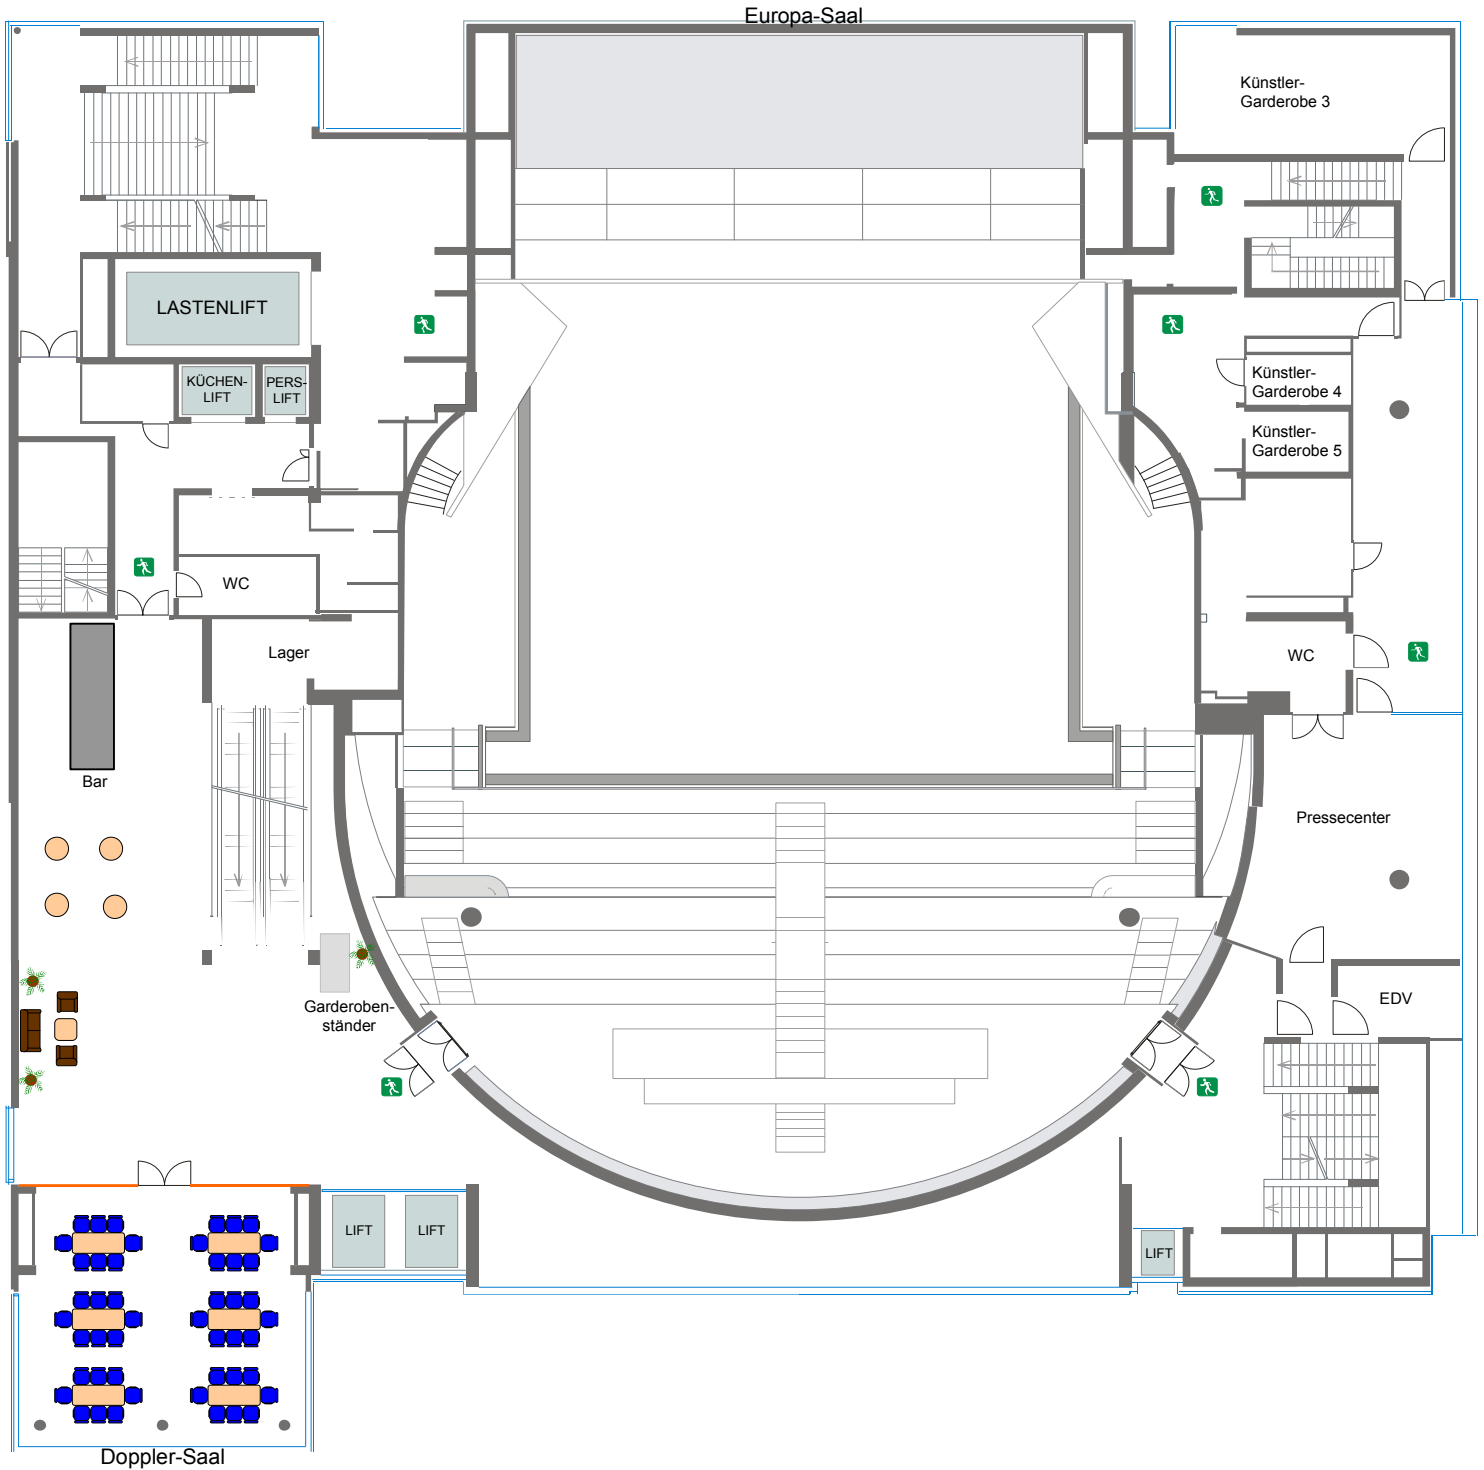 Europa-Saal
Künstler-
Garderobe 3
LASTENLIFT
KÜCHEN-
LIFT
PERS-
LIFT
Künstler-
Garderobe 4
Künstler-
Garderobe 5
WC
Lager
WC
Bar
Pressecenter
Garderoben-
ständer
EDV
LIFT
LIFT
LIFT
Doppler-Saal